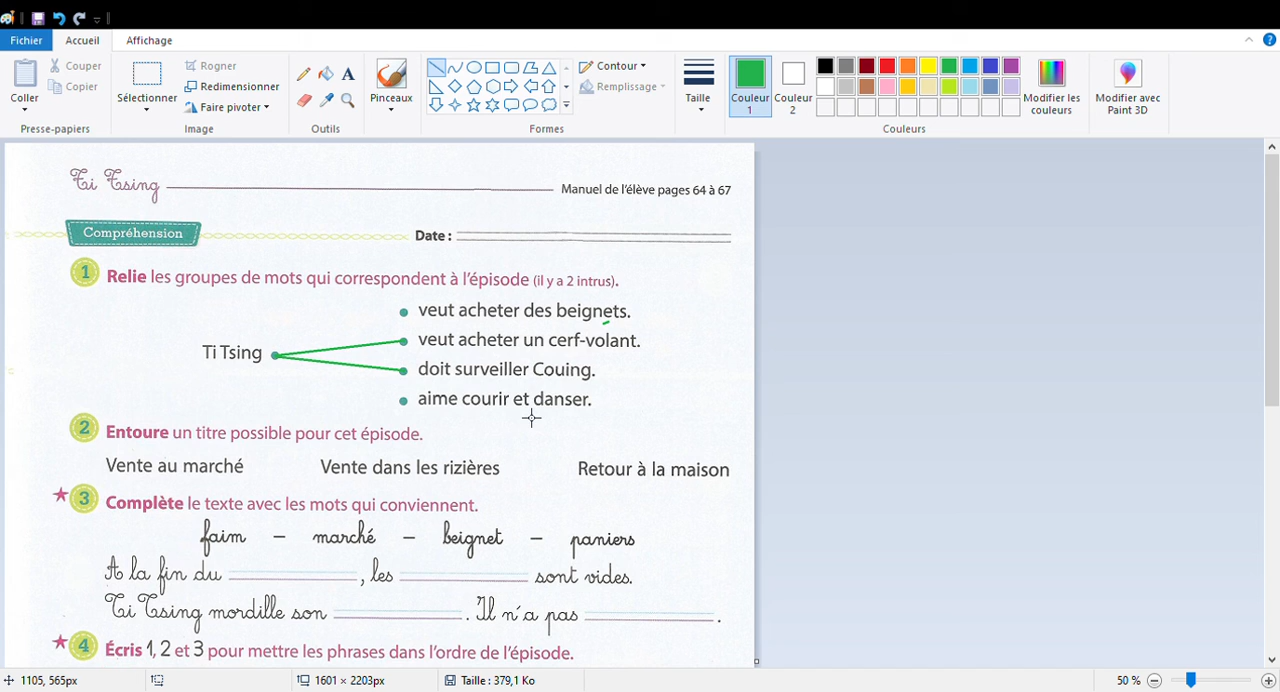 Fichier Accueil Affichage
Coller
Couper
Copier
Presse-papiers
Sélectionner
Rogner
Redimensionner
Faire pivoter
Image
Outils
Pinceaux
Contour
Remplissage
Formes
Taille
Couleur 1
Couleur 2
Modifier les couleurs
Couleurs
Modifier avec Paint 3D
Ti Tsing
Manuel de l'élève pages 64 à 67
Compréhension
Date :
1 Relie les groupes de mots qui correspondent à l'épisode (il y a 2 intrus).
veut acheter des beignets.
veut acheter un cerf-volant.
Ti Tsing
doit surveiller Couing.
aime courir et danser.
2 Entoure un titre possible pour cet épisode.
Vente au marché Vente dans les rizières Retour à la maison
3 Complète le texte avec les mots qui conviennent.
faim – marché – beignet – paniers
A la fin du , les sont vides.
Ti Tsing mordille son . Il n'a pas .
4 Écris 1, 2 et 3 pour mettre les phrases dans l'ordre de l'épisode.
1105, 565px 1601 × 2203px Taille : 379,1 Ko 50 %